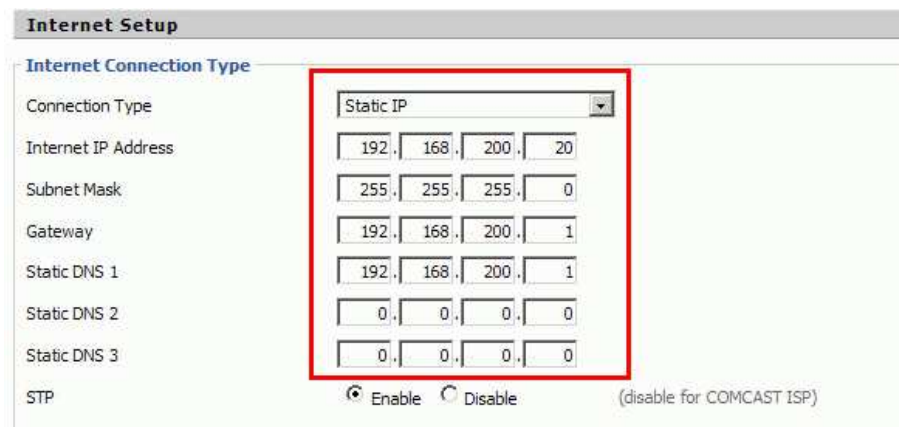 Internet Setup
Internet Connection Type
Connection Type Static IP
Internet IP Address 192. 168. 200. 20
Subnet Mask 255. 255. 255. 0
Gateway 192. 168. 200. 1
Static DNS 1 192. 168. 200. 1
Static DNS 2 0. 0. 0. 0
Static DNS 3 0. 0. 0. 0
STP Enable Disable (disable for COMCAST ISP)